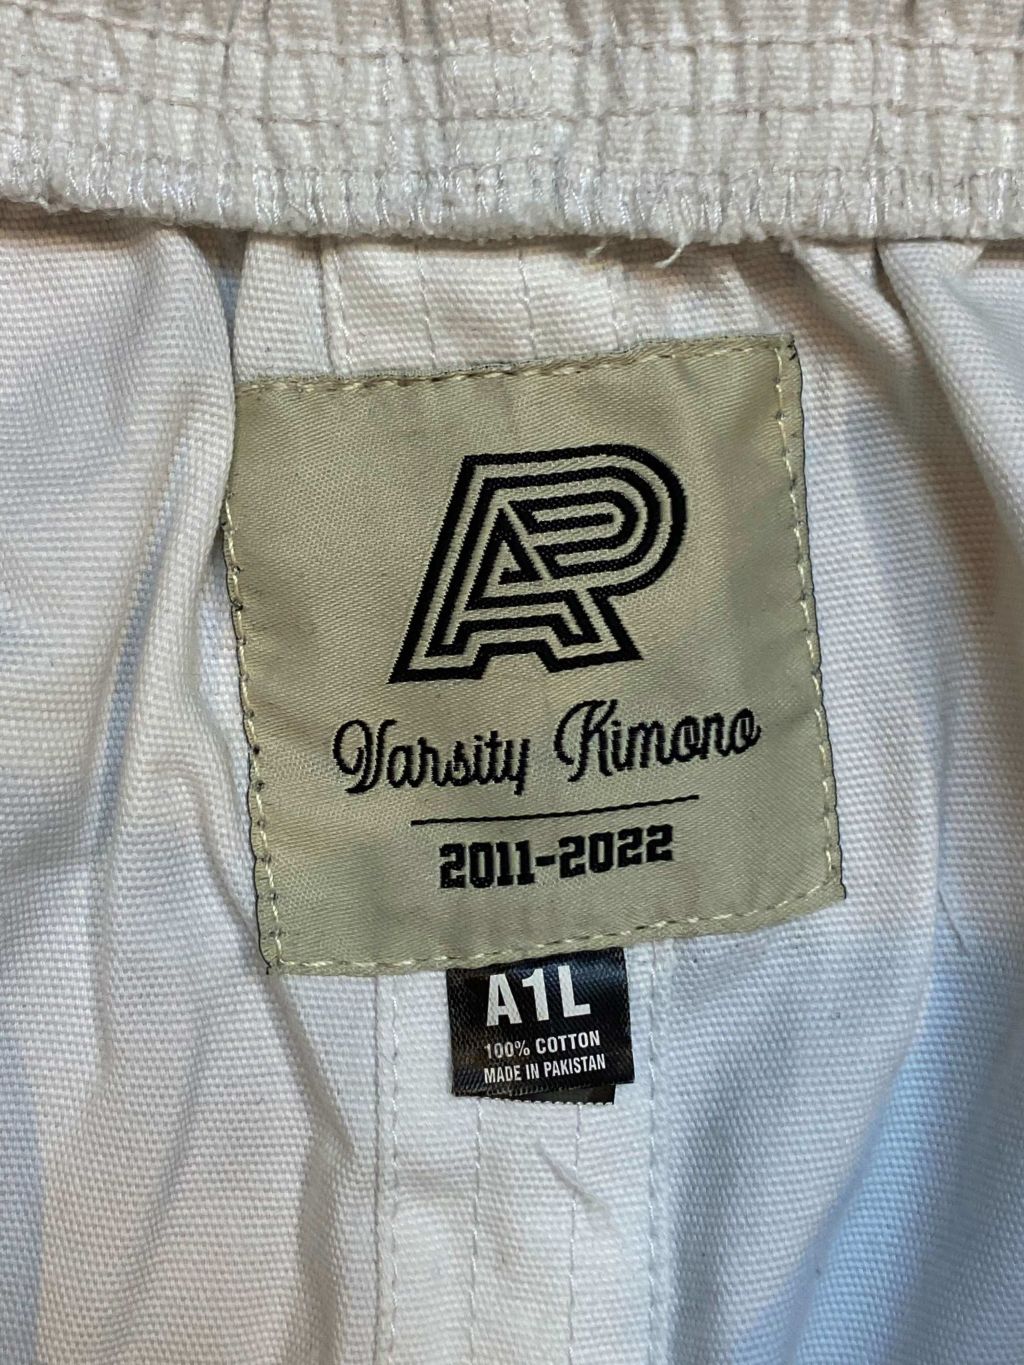 AP
Varsity Kimono
2011-2022
A1L
100% COTTON
MADE IN PAKISTAN